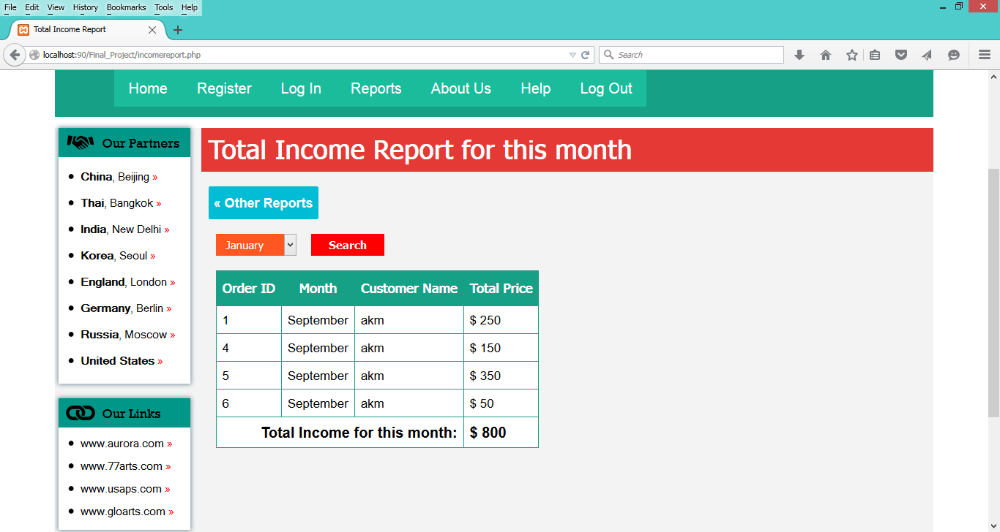 File Edit View History Bookmarks Tools Help
Total Income Report
localhost:90/Final_Project/incomereport.php
Search
Home Register Log In Reports About Us Help Log Out
Our Partners
China, Beijing »
Thai, Bangkok »
India, New Delhi »
Korea, Seoul »
England, London »
Germany, Berlin »
Russia, Moscow »
United States »
Our Links
www.aurora.com »
www.77arts.com »
www.usaps.com »
www.gloarts.com »
Total Income Report for this month
« Other Reports
January Search
Order ID Month Customer Name Total Price
1 September akm $ 250
4 September akm $ 150
5 September akm $ 350
6 September akm $ 50
Total Income for this month: $ 800